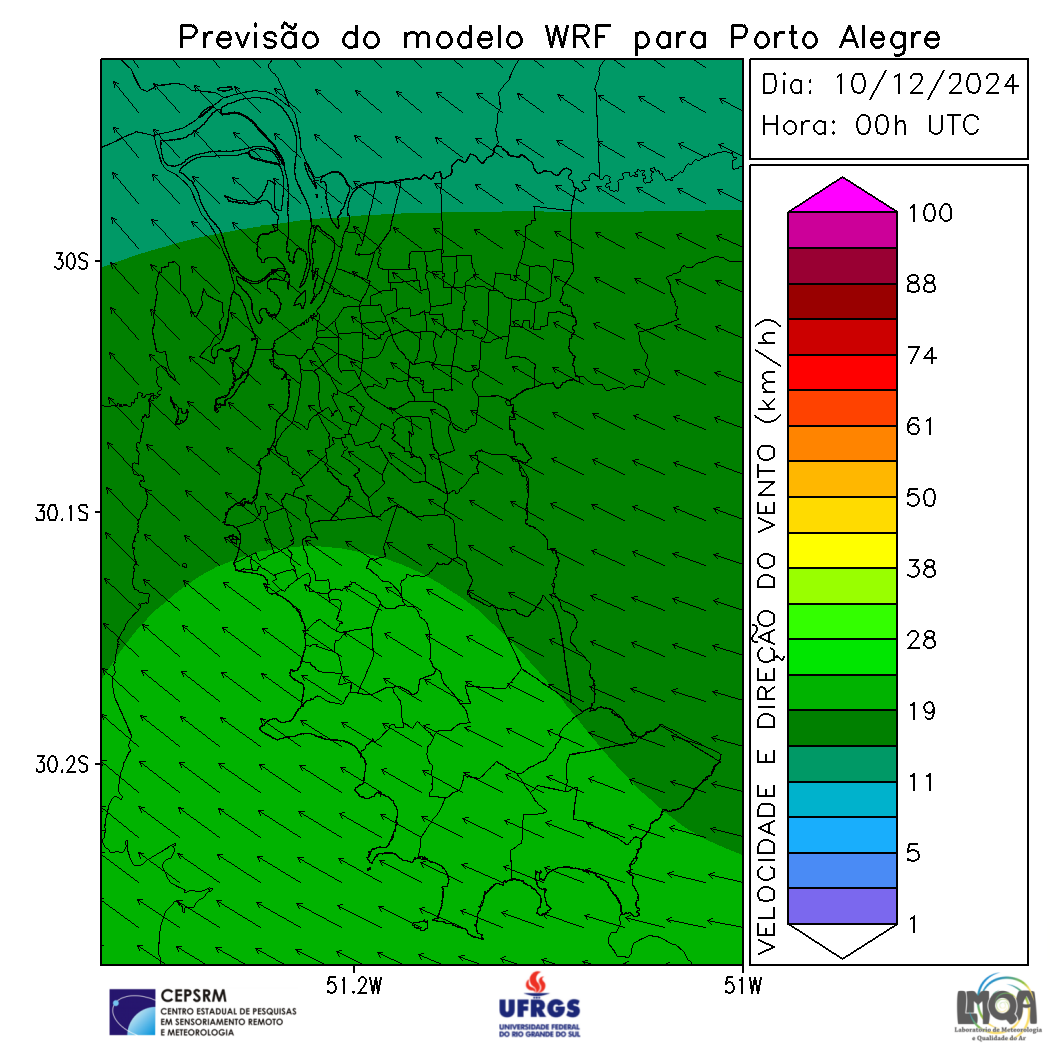 Previsão do modelo WRF para Porto Alegre
Dia: 10/12/2024
Hora: 00h UTC
30S
30.1S
30.2S
51.2W
51W
VELOCIDADE E DIREÇÃO DO VENTO (km/h)
100
88
74
61
50
38
28
19
11
5
1
CEPSRM
CENTRO ESTADUAL DE PESQUISAS
EM SENSORIAMENTO REMOTO
E METEOROLOGIA
UFRGS
UNIVERSIDADE FEDERAL
DO RIO GRANDE DO SUL
LMQA
Laboratório de Meteorologia
e Qualidade do Ar